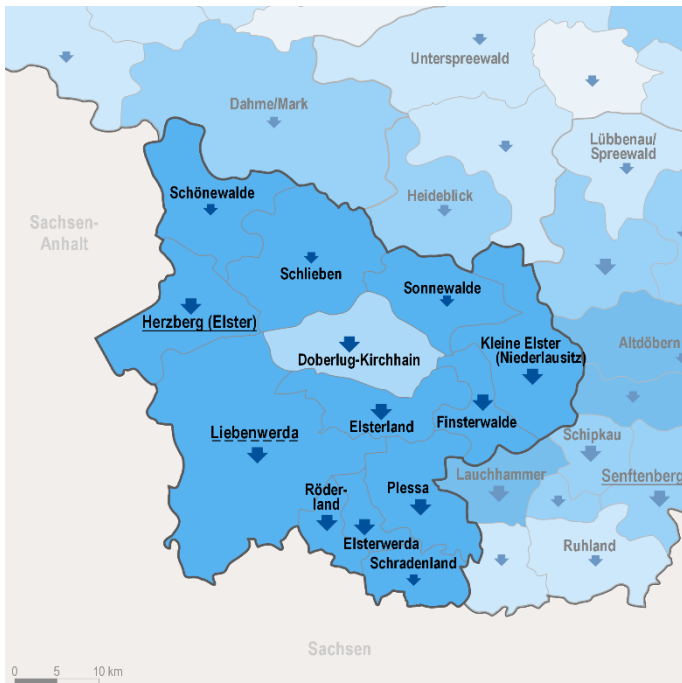 Unterspreewald
Dahme/Mark
Lübbenau/
Spreewald
Schönewalde
Heideblick
Sachsen-
Anhalt
Schlieben
Sonnewalde
Herzberg (Elster)
Kleine Elster
(Niederlausitz)
Altdöbern
Doberlug-Kirchhain
Elsterland
Finsterwalde
Liebenwerda
Schipkau
Lauchhammer
Senftenberg
Röder-
land
Plessa
Elsterwerda
Ruhland
Schradenland
Sachsen
0 5 10 km